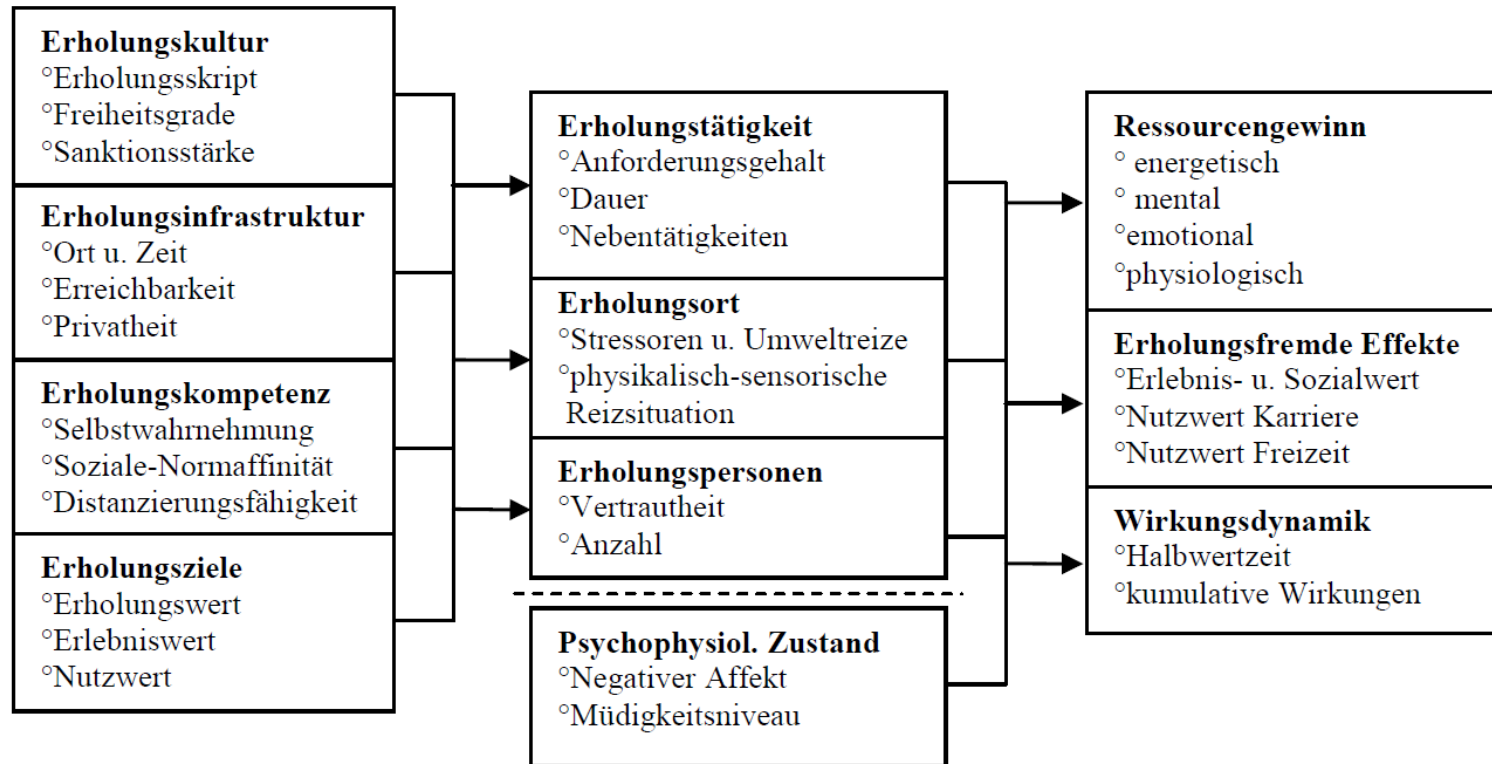 Erholungskultur
°Erholungsskript
°Freiheitsgrade
°Sanktionsstärke
Erholungsinfrastruktur
°Ort u. Zeit
°Erreichbarkeit
°Privatheit
Erholungskompetenz
°Selbstwahrnehmung
°Soziale-Normaffinität
°Distanzierungsfähigkeit
Erholungsziele
°Erholungswert
°Erlebniswert
°Nutzwert
Erholungstätigkeit
°Anforderungsgehalt
°Dauer
°Nebentätigkeiten
Erholungsort
°Stressoren u. Umweltreize
°physikalisch-sensorische
Reizsituation
Erholungspersonen
°Vertrautheit
°Anzahl
Psychophysiol. Zustand
°Negativer Affekt
°Müdigkeitsniveau
Ressourcengewinn
° energetisch
° mental
°emotional
°physiologisch
Erholungsfremde Effekte
°Erlebnis- u. Sozialwert
°Nutzwert Karriere
°Nutzwert Freizeit
Wirkungsdynamik
°Halbwertzeit
°kumulative Wirkungen